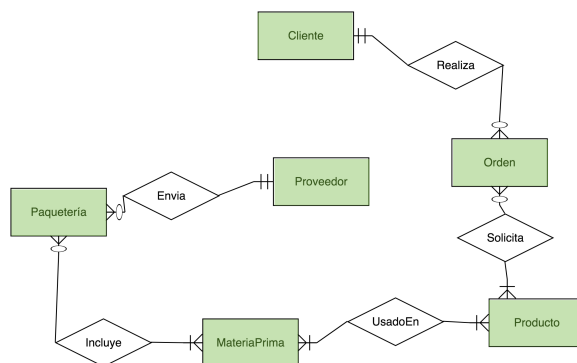 Cliente
Realiza
Orden
Proveedor
Envia
Paquetería
Solicita
Producto
UsadoEn
MateriaPrima
Incluye